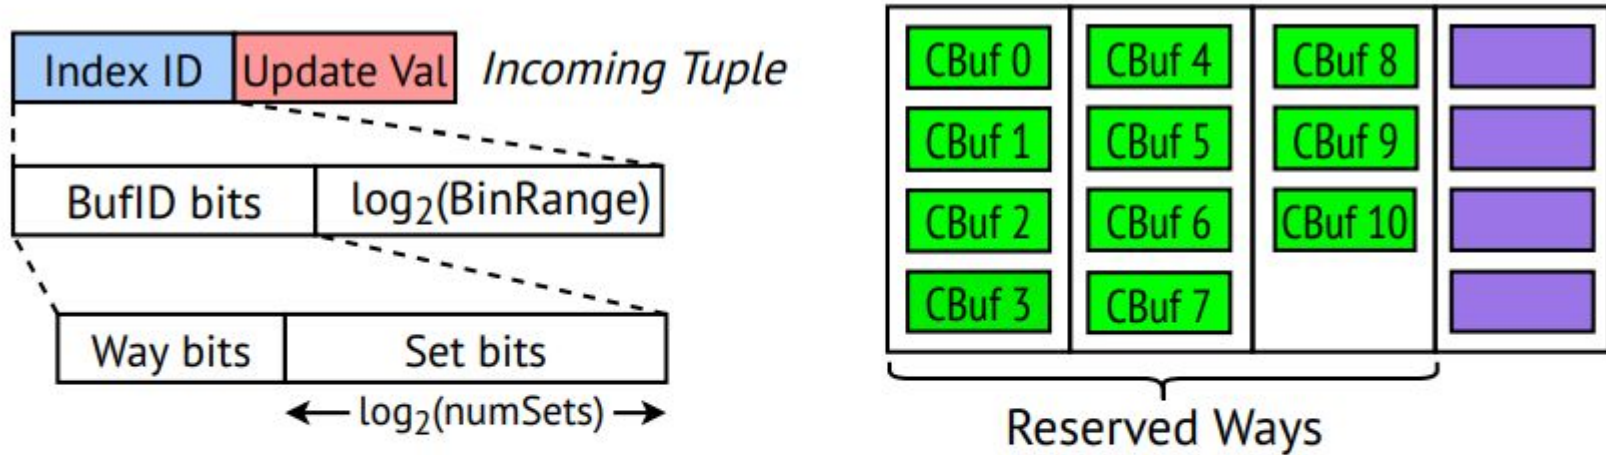 Index ID Update Val Incoming Tuple
BufID bits log₂(BinRange)
Way bits Set bits
log₂(numSets)
CBuf 0 CBuf 4 CBuf 8
CBuf 1 CBuf 5 CBuf 9
CBuf 2 CBuf 6 CBuf 10
CBuf 3 CBuf 7
Reserved Ways